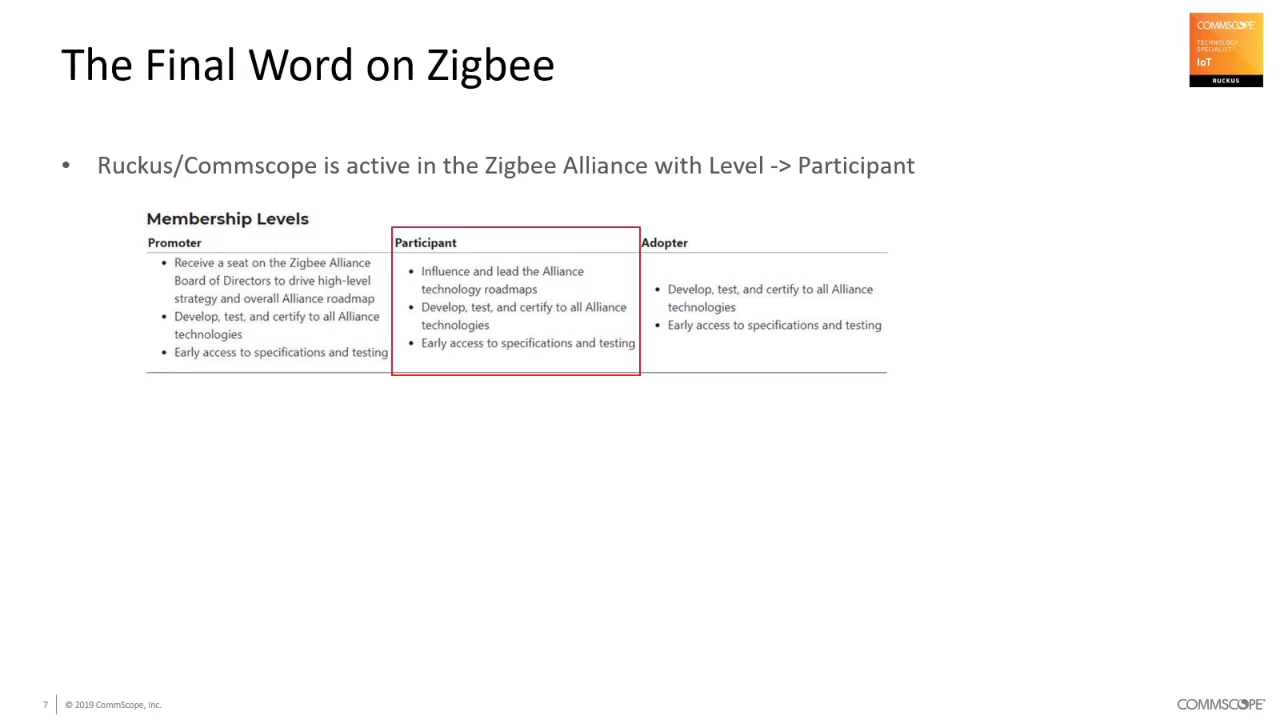 The Final Word on Zigbee
COMMSCOPE
TECHNOLOGY
SPECIALIST
IoT
RUCKUS
• Ruckus/Commscope is active in the Zigbee Alliance with Level -> Participant
Membership Levels
Promoter
• Receive a seat on the Zigbee Alliance
Board of Directors to drive high-level
strategy and overall Alliance roadmap
• Develop, test, and certify to all Alliance
technologies
• Early access to specifications and testing
Participant
• Influence and lead the Alliance
technology roadmaps
• Develop, test, and certify to all Alliance
technologies
• Early access to specifications and testing
Adopter
• Develop, test, and certify to all Alliance
technologies
• Early access to specifications and testing
7
© 2019 CommScope, Inc.
COMMSCOPE®